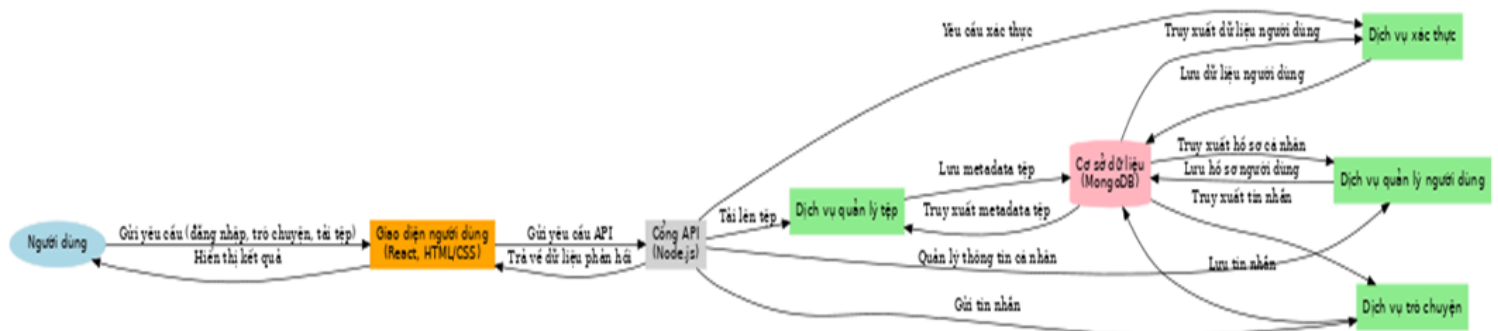 Yêu cầu xác thực
Truy xuất dữ liệu người dùng
Dịch vụ xác thực
Lưu dữ liệu người dùng
Truy xuất hồ sơ cá nhân
Cơ sở dữ liệu
(MongoDB)
Lưu metadata tệp
Lưu hồ sơ người dùng
Dịch vụ quản lý người dùng
Truy xuất tin nhắn
Dịch vụ quản lý tệp
Truy xuất metadata tệp
Tải lên tệp
Người dùng
Gửi yêu cầu (đăng nhập, trò chuyện, tải tệp)
Hiển thị kết quả
Giao diện người dùng
(React, HTML/CSS)
Gửi yêu cầu API
Trả về dữ liệu phản hồi
Cổng API
(Node.js)
Quản lý thông tin cá nhân
Lưu tin nhắn
Gửi tin nhắn
Dịch vụ trò chuyện